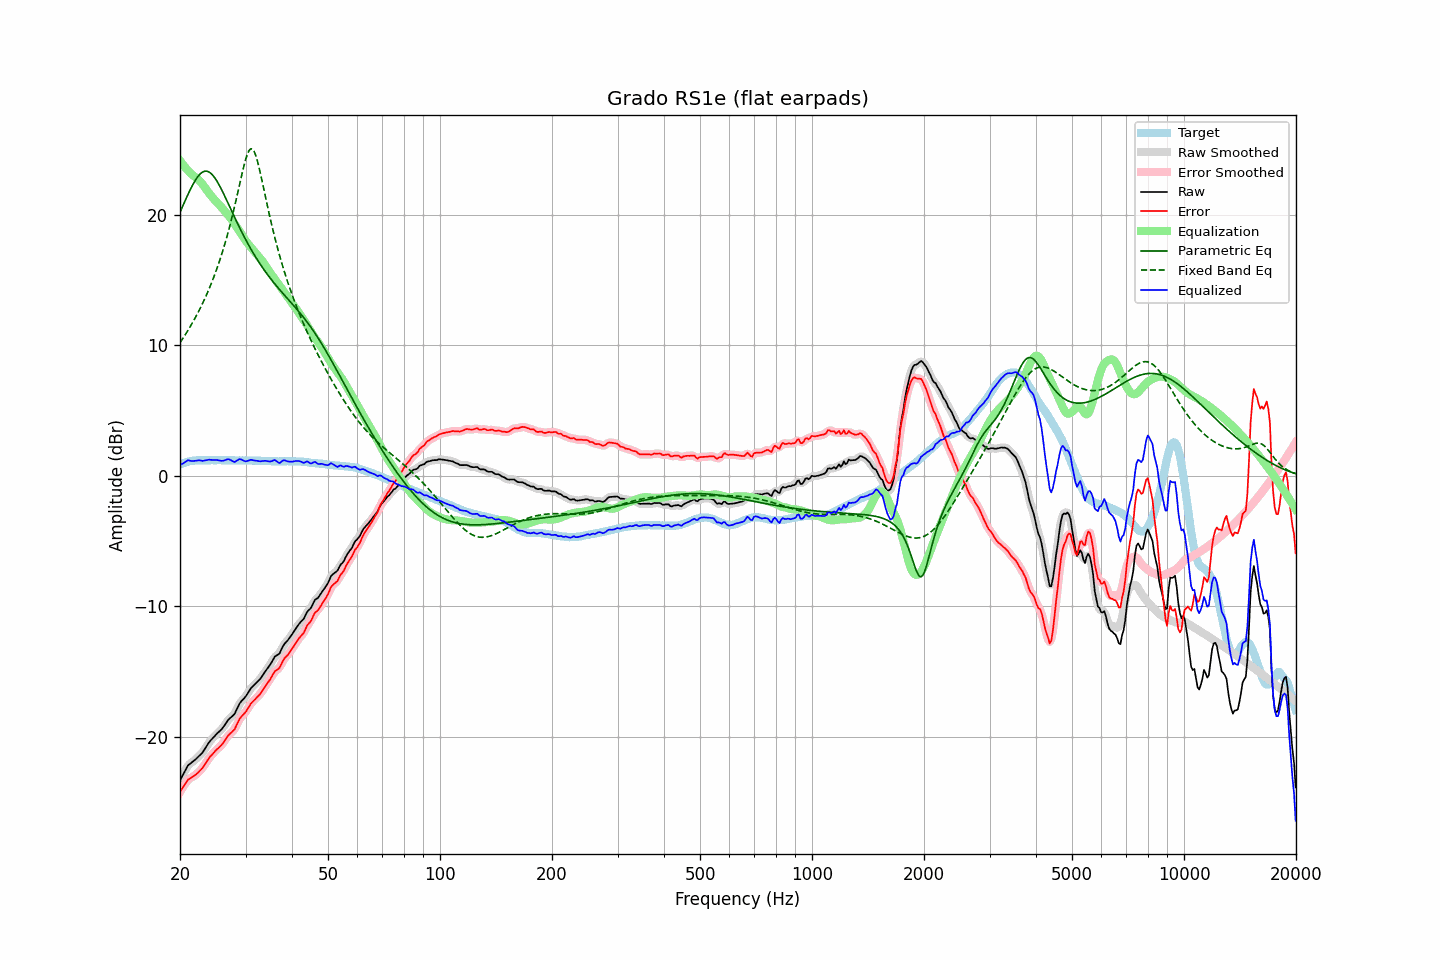 Grado RS1e (flat earpads)
Target
Raw Smoothed
Error Smoothed
Raw
Error
Equalization
Parametric Eq
Fixed Band Eq
Equalized
Amplitude (dBr)
20
10
0
−10
−20
20 50 100 200 500 1000 2000 5000 10000 20000
Frequency (Hz)